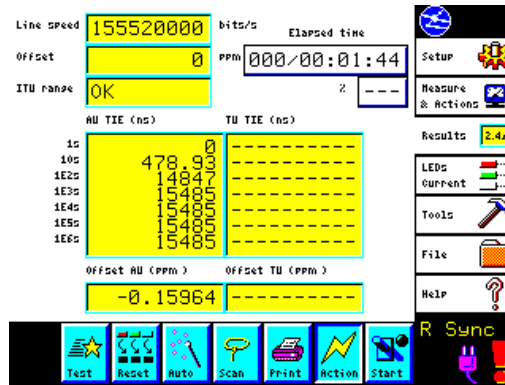 Line speed 155520000 bits/s
Elapsed time
Offset 0 ppm 000/00:01:44
ITU range OK % ---
AU TIE (ns) TU TIE (ns)
1s 0 ----------
10s 478.93 ----------
1E2s 14847 ----------
1E3s 15485 ----------
1E4s 15485 ----------
1E5s 15485 ----------
1E6s 15485 ----------
Offset AU (ppm ) Offset TU (ppm )
-0.15964 ----------
Setup
Measure
& Actions
Results
LEDs
Current
Tools
File
Help
R Sync
Test Reset Auto Scan Print Action Start